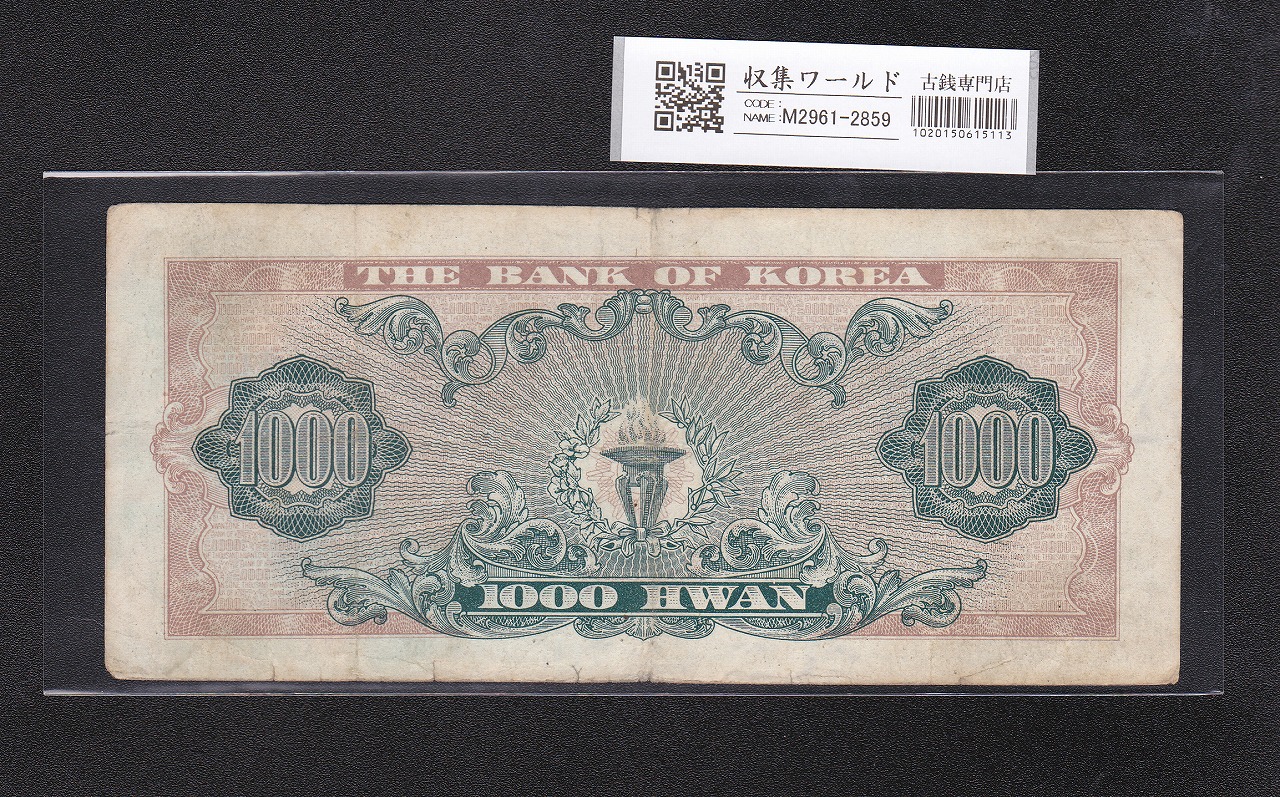 収集ワールド 古銭専門店
CODE :
NAME : M2961-2859
1020150615113
THE BANK OF KOREA
1000 1000
1000 HWAN